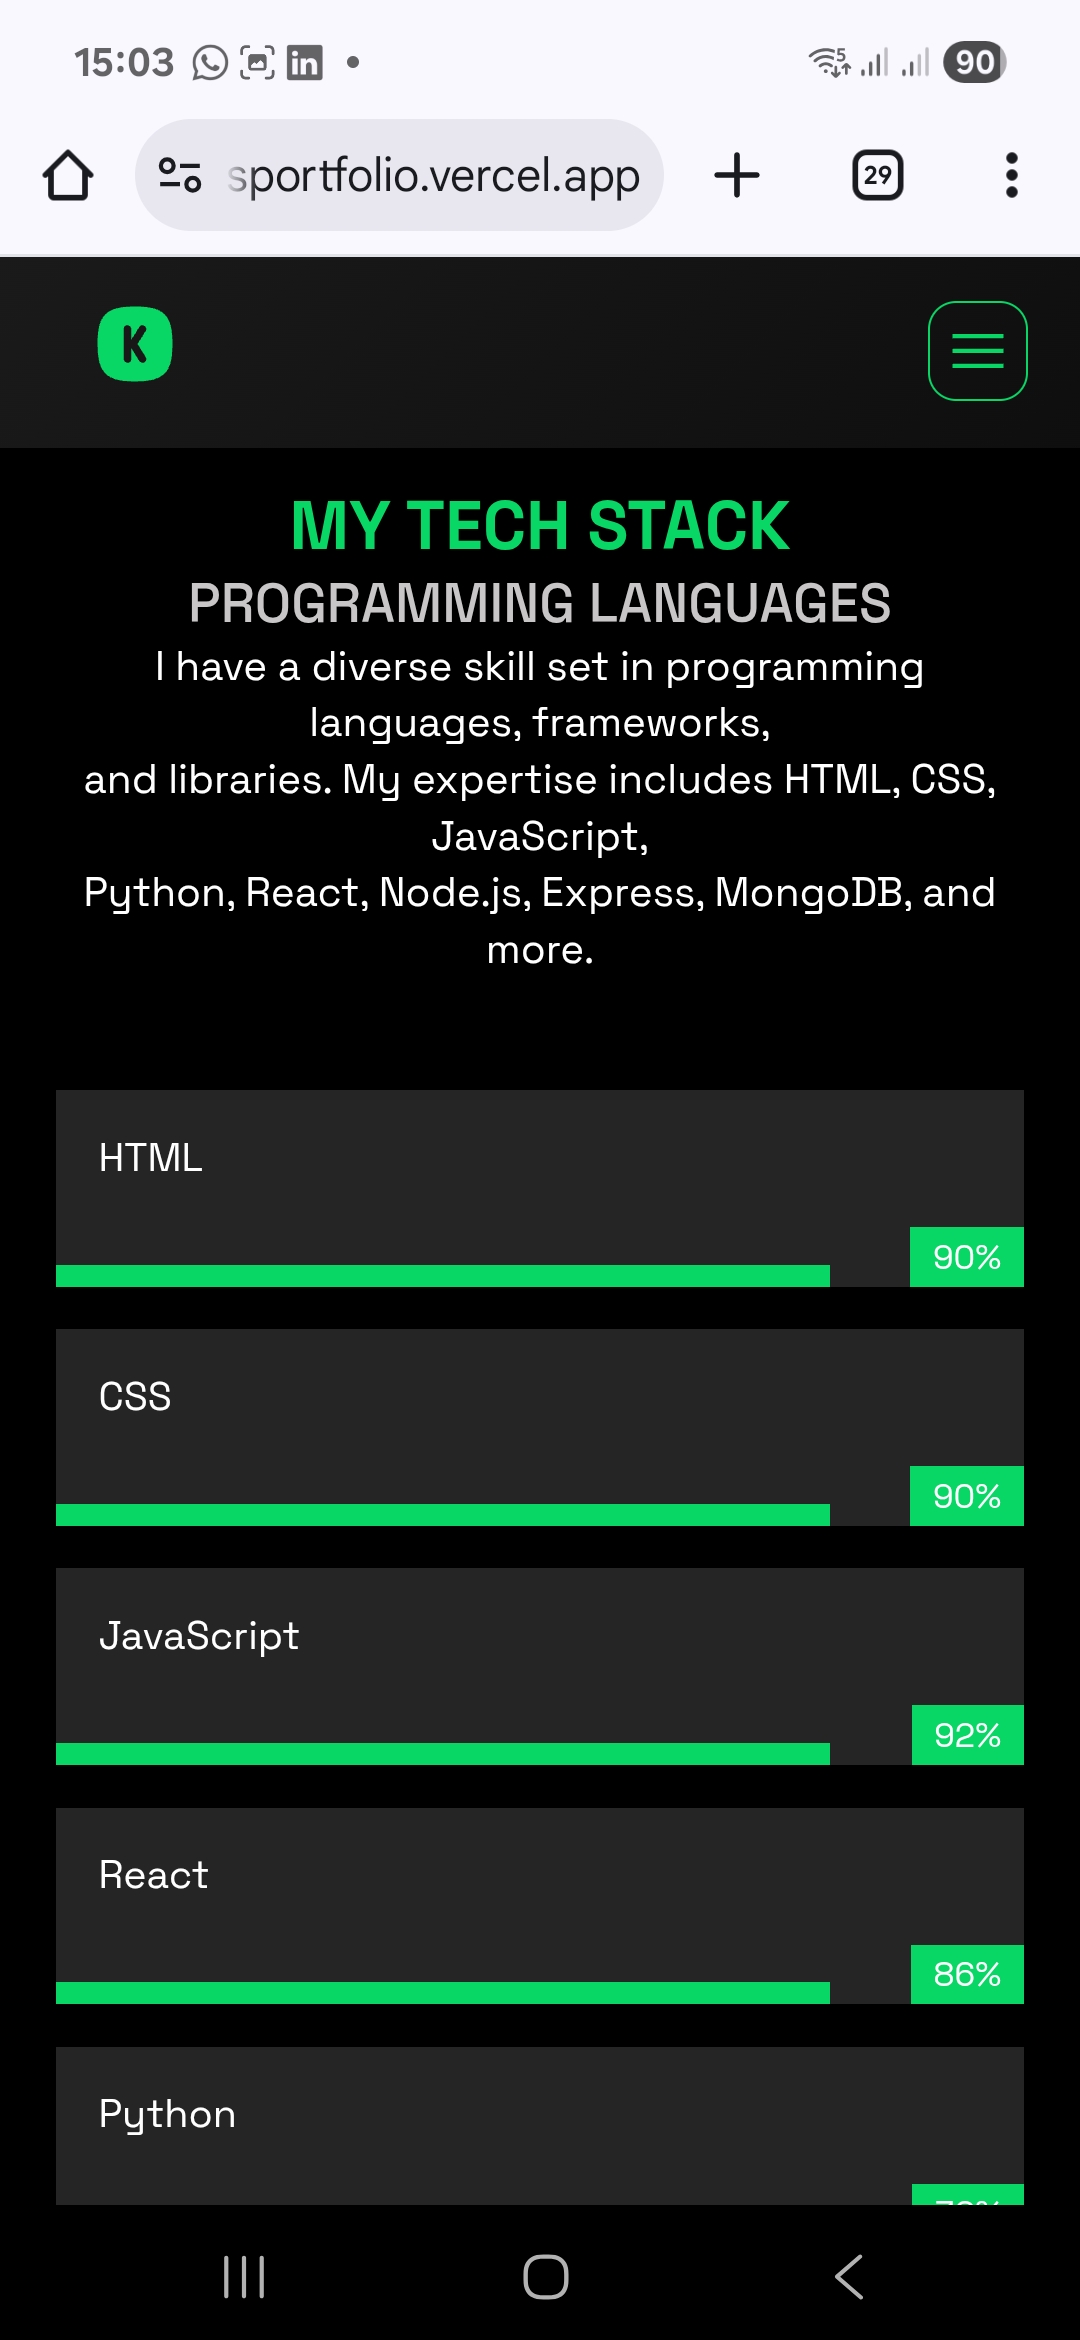 15:03
5
90
sportfolio.vercel.app
29
K
MY TECH STACK
PROGRAMMING LANGUAGES
I have a diverse skill set in programming
languages, frameworks,
and libraries. My expertise includes HTML, CSS,
JavaScript,
Python, React, Node.js, Express, MongoDB, and
more.
HTML
90%
CSS
90%
JavaScript
92%
React
86%
Python